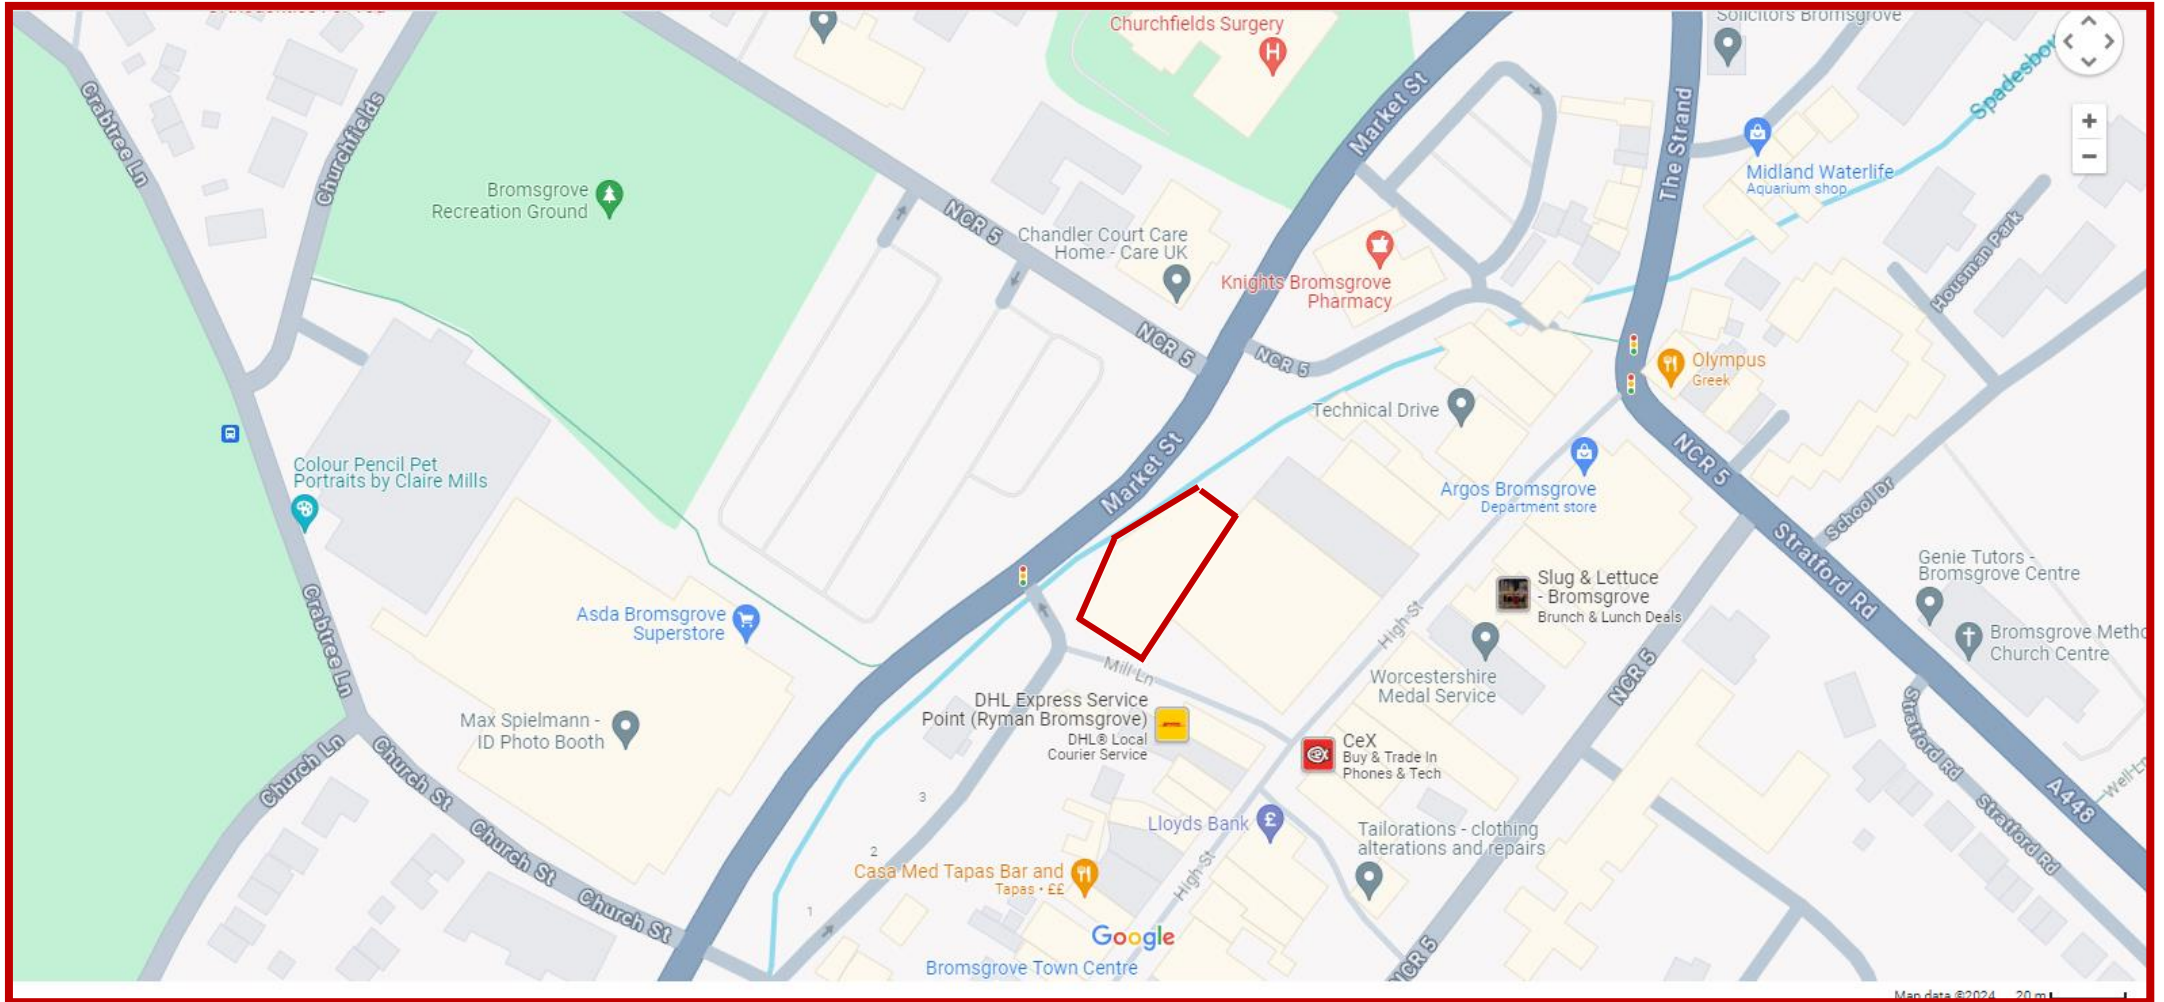 Churchfields Surgery
Solicitors Bromsgrove
Crabtree Ln
Churchfields
Market St
The Strand
Midland Waterlife
Aquarium shop
Bromsgrove
Recreation Ground
NCR 5
Chandler Court Care
Home - Care UK
Knights Bromsgrove
Pharmacy
Housman Park
NCR 5
NCR 5
Olympus
Greek
Technical Drive
Colour Pencil Pet
Portraits by Claire Mills
Market St
Argos Bromsgrove
Department store
NCR 5
School Dr
Stratford Rd
Genie Tutors -
Bromsgrove Centre
Slug & Lettuce
- Bromsgrove
Brunch & Lunch Deals
Asda Bromsgrove
Superstore
Crabtree Ln
High St
Bromsgrove Metho
Church Centre
Mill Ln
Worcestershire
Medal Service
NCR 5
DHL Express Service
Point (Ryman Bromsgrove)
DHL® Local
Courier Service
Max Spielmann -
ID Photo Booth
CeX
Buy & Trade In
Phones & Tech
Stratford Rd
Church Ln
Church St
3
A448
Well Ln
Lloyds Bank
Tailorations - clothing
alterations and repairs
Stratford Rd
Church St
2
Casa Med Tapas Bar and
Tapas • ££
High St
Church St
1
Google
NCR 5
Bromsgrove Town Centre
Map data ©2024
20 m